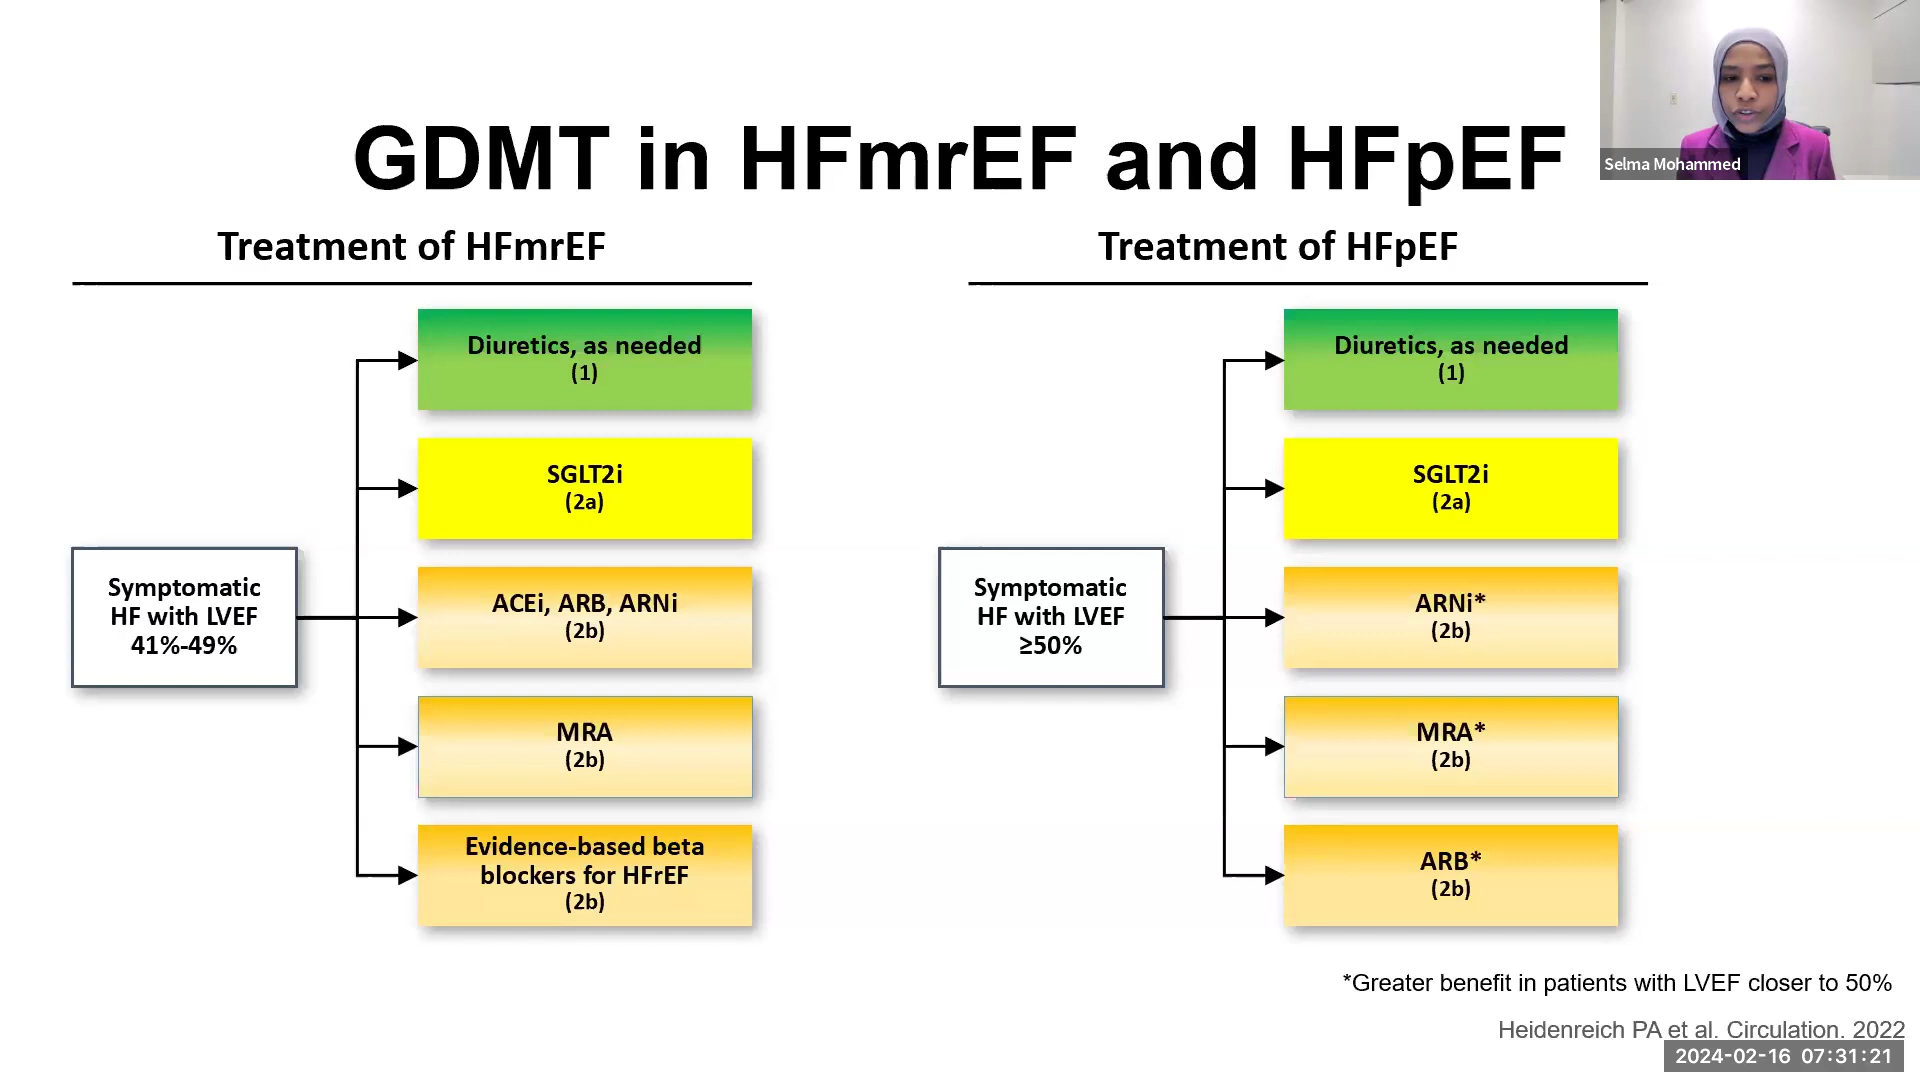 GDMT in HFmrEF and HFpEF
Selma Mohammed
Treatment of HFmrEF
Symptomatic
HF with LVEF
41%-49%
Diuretics, as needed
(1)
SGLT2i
(2a)
ACEi, ARB, ARNi
(2b)
MRA
(2b)
Evidence-based beta
blockers for HFrEF
(2b)
Treatment of HFpEF
Symptomatic
HF with LVEF
≥50%
Diuretics, as needed
(1)
SGLT2i
(2a)
ARNi*
(2b)
MRA*
(2b)
ARB*
(2b)
*Greater benefit in patients with LVEF closer to 50%
Heidenreich PA et al. Circulation. 2022
2024-02-16 07:31:21